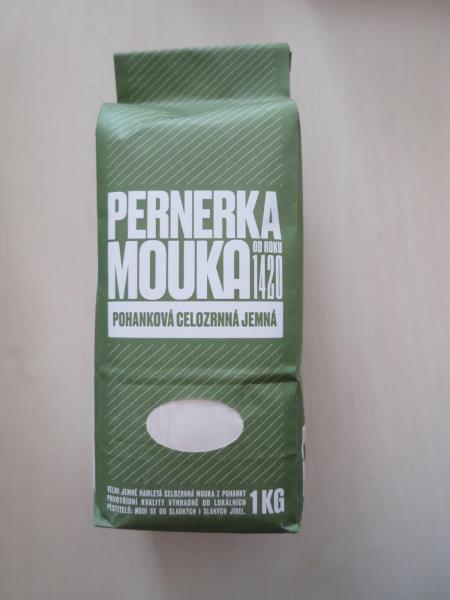 PERNERKA
MOUKA OD ROKU 1420
POHANKOVÁ CELOZRNNÁ JEMNÁ
VELMI JEMNĚ NAMLETÁ CELOZRNNÁ MOUKA Z POHANKY
PRVOTŘÍDNÍ KVALITY VÝHRADNĚ OD LOKÁLNÍCH
PĚSTITELŮ. HODÍ SE DO SLADKÝCH I SLANÝCH JÍDEL.
1 KG